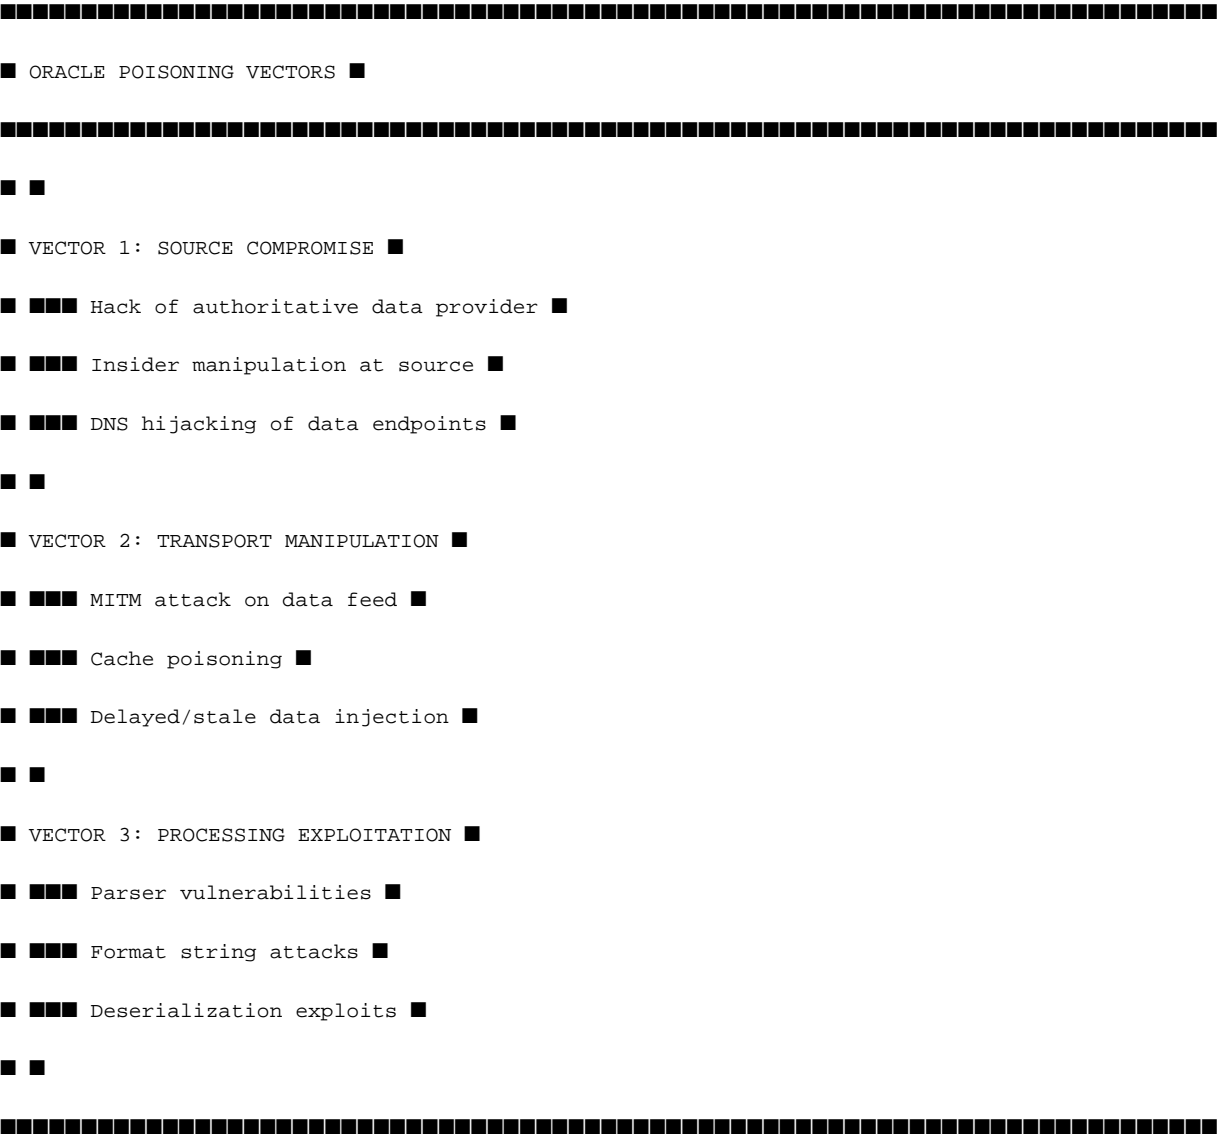 ■■■■■■■■■■■■■■■■■■■■■■■■■■■■■■■■■■■■■■■■■■■■■■■■■■■■■■■■■■■■■■■■■■■■■■■■■■■
■ ORACLE POISONING VECTORS ■
■■■■■■■■■■■■■■■■■■■■■■■■■■■■■■■■■■■■■■■■■■■■■■■■■■■■■■■■■■■■■■■■■■■■■■■■■■■
■ ■
■ VECTOR 1: SOURCE COMPROMISE ■
■ ■■■ Hack of authoritative data provider ■
■ ■■■ Insider manipulation at source ■
■ ■■■ DNS hijacking of data endpoints ■
■ ■
■ VECTOR 2: TRANSPORT MANIPULATION ■
■ ■■■ MITM attack on data feed ■
■ ■■■ Cache poisoning ■
■ ■■■ Delayed/stale data injection ■
■ ■
■ VECTOR 3: PROCESSING EXPLOITATION ■
■ ■■■ Parser vulnerabilities ■
■ ■■■ Format string attacks ■
■ ■■■ Deserialization exploits ■
■ ■
■■■■■■■■■■■■■■■■■■■■■■■■■■■■■■■■■■■■■■■■■■■■■■■■■■■■■■■■■■■■■■■■■■■■■■■■■■■